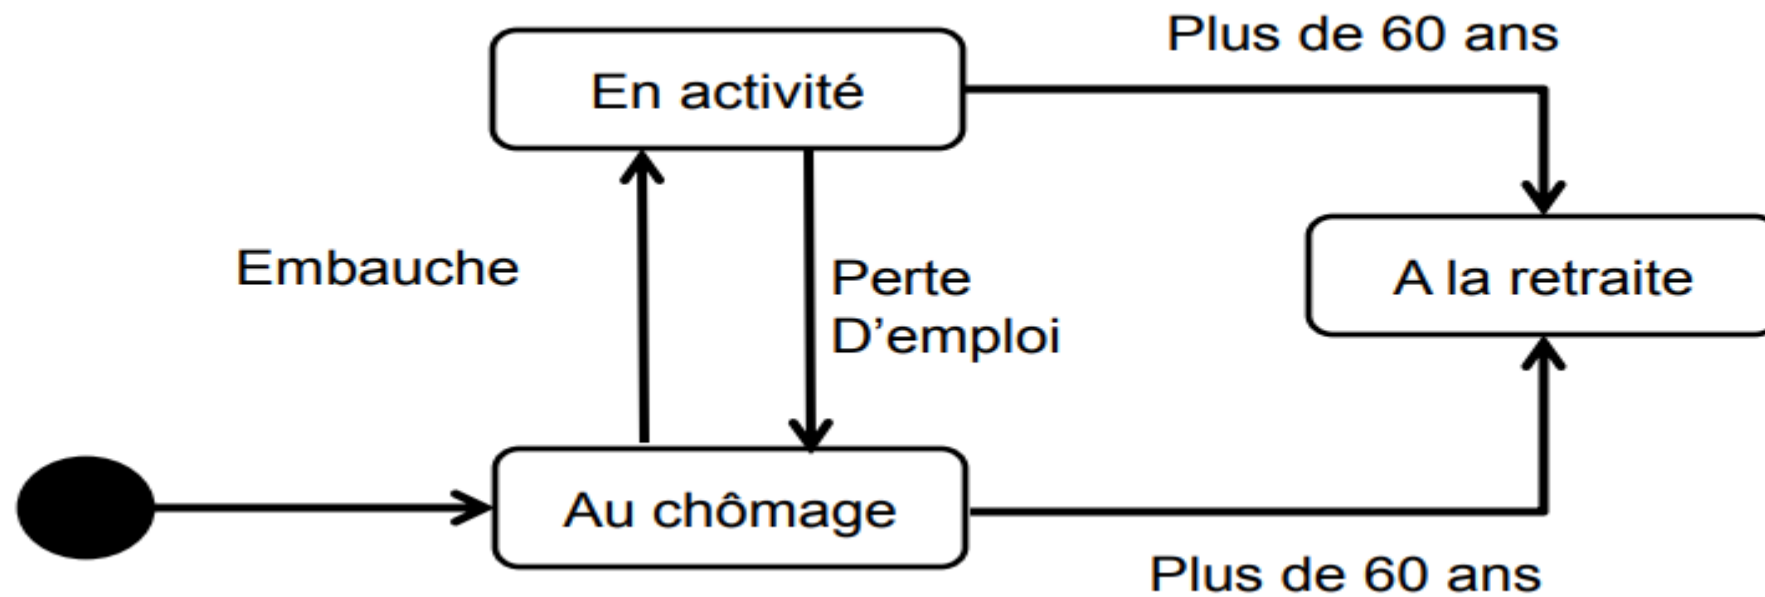 Plus de 60 ans
En activité
Embauche
Perte
D’emploi
A la retraite
Au chômage
Plus de 60 ans